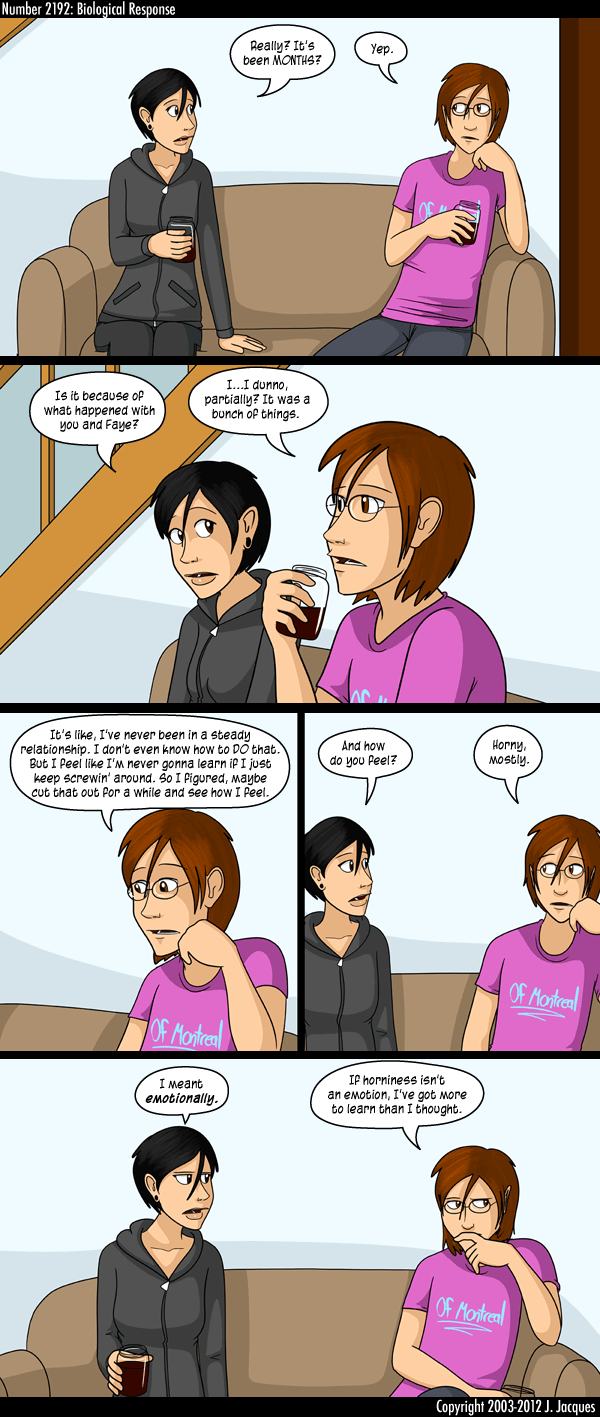 Number 2192: Biological Response
Really? It's
been MONTHS?
Yep.
Of Montreal
Is it because of
what happened with
you and Faye?
I...I dunno,
partially? It was a
bunch of things.
Of M
It's like, I've never been in a steady
relationship. I don't even know how to DO that.
But I feel like I'm never gonna learn if I just
keep screwin' around. So I figured, maybe
cut that out for a while and see how I feel.
Of Montreal
And how
do you feel?
Horny,
mostly.
Of Montreal
I meant
emotionally.
If horniness isn't
an emotion, I've got more
to learn than I thought.
Of Montreal
Copyright 2003-2012 J. Jacques